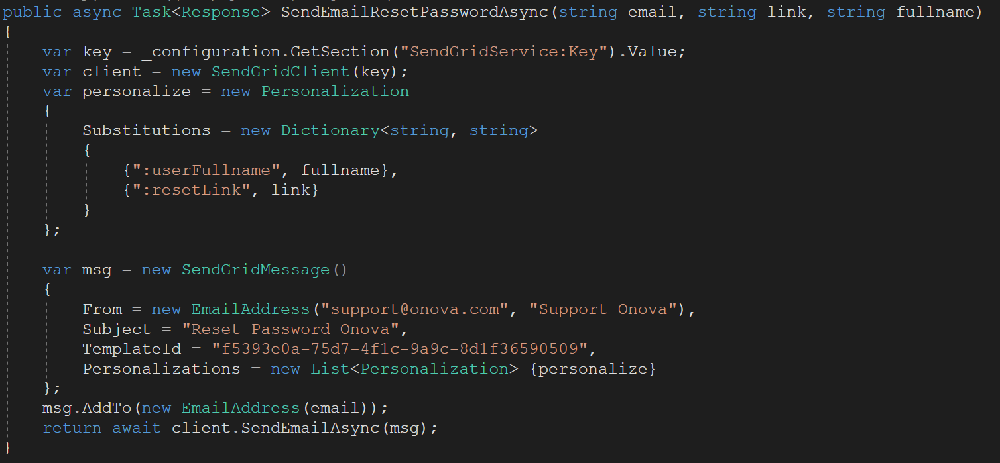 public async Task<Response> SendEmailResetPasswordAsync(string email, string link, string fullname)
{
var key = _configuration.GetSection("SendGridService:Key").Value;
var client = new SendGridClient(key);
var personalize = new Personalization
{
Substitutions = new Dictionary<string, string>
{
{":userFullname", fullname},
{":resetLink", link}
}
};
var msg = new SendGridMessage()
{
From = new EmailAddress("support@onova.com", "Support Onova"),
Subject = "Reset Password Onova",
TemplateId = "f5393e0a-75d7-4f1c-9a9c-8d1f36590509",
Personalizations = new List<Personalization> {personalize}
};
msg.AddTo(new EmailAddress(email));
return await client.SendEmailAsync(msg);
}